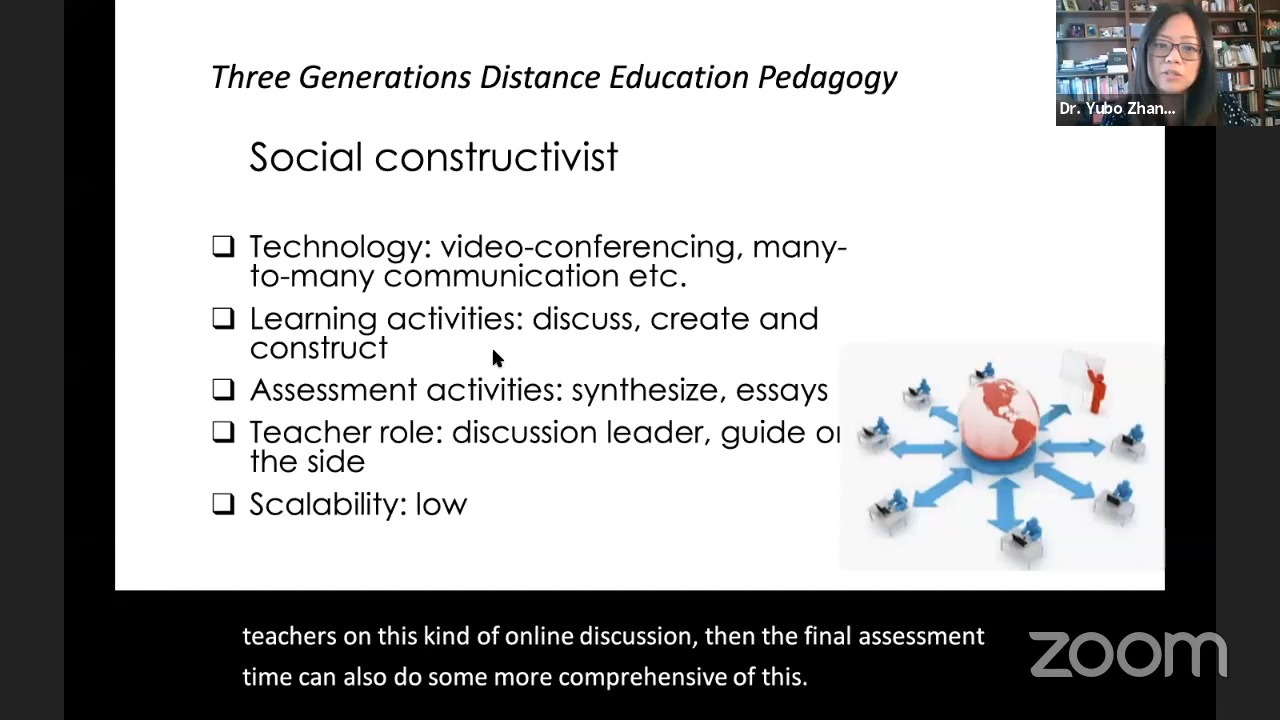 Three Generations Distance Education Pedagogy
Dr. Yubo Zhan...
Social constructivist
Technology: video-conferencing, many-
to-many communication etc.
Learning activities: discuss, create and
construct
Assessment activities: synthesize, essays
Teacher role: discussion leader, guide on
the side
Scalability: low
teachers on this kind of online discussion, then the final assessment
time can also do some more comprehensive of this.
zoom